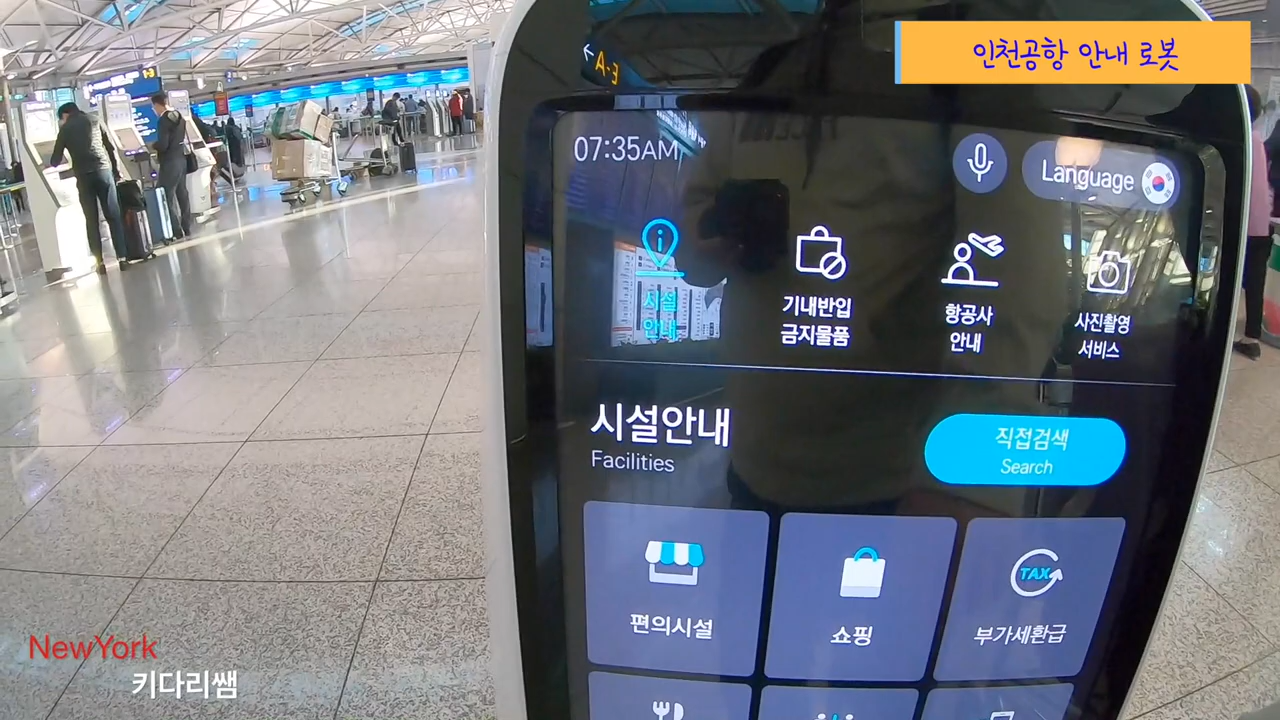 인천공항 안내 로봇
← A-3
1-3
07:35AM
Language
시설
안내
기내반입
금지물품
항공사
안내
사진촬영
서비스
시설안내
Facilities
직접검색
Search
편의시설
쇼핑
TAX
부가세환급
NewYork
키다리쌤